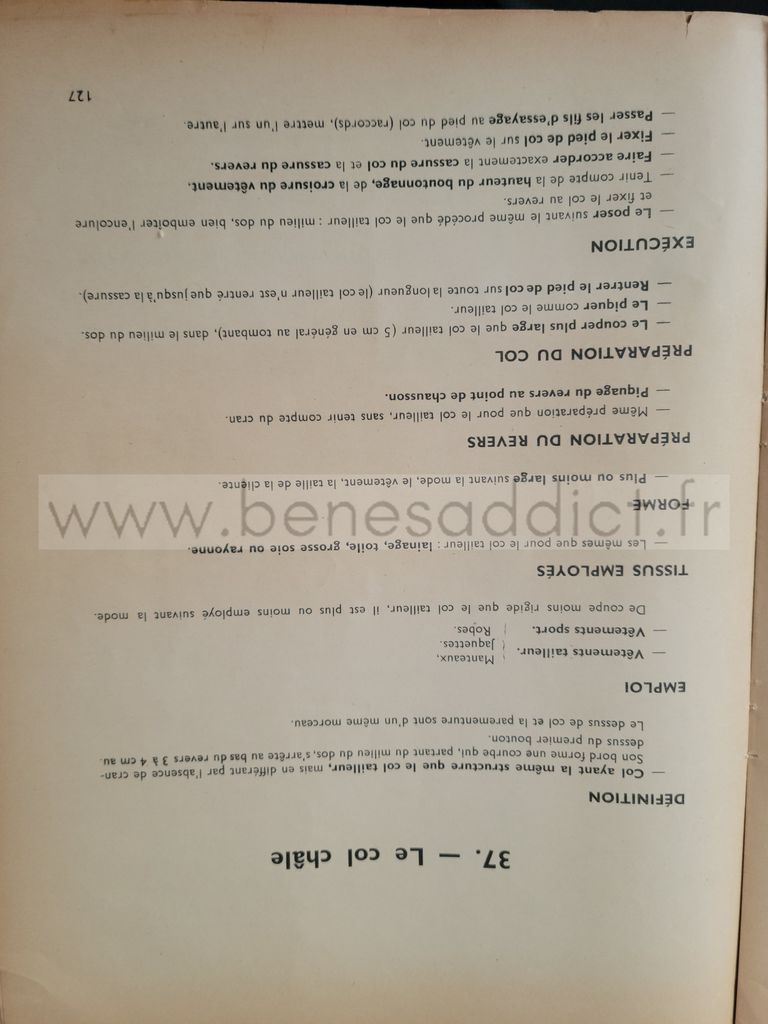 37. — Le col châle
DÉFINITION
— Col ayant la même structure que le col tailleur, mais en différant par l'absence de cran-
Son bord forme une courbe qui, partant du milieu du dos, s'arrête au bas du revers 3 à 4 cm au.
dessus du premier bouton.
Le dessus de col et la parementure sont d'un même morceau.
EMPLOI
— Vêtements tailleur. { Manteaux,
{ Jaquettes.
— Vêtements sport. { Robes.
De coupe moins rigide que le col tailleur, il est plus ou moins employé suivant la mode.
TISSUS EMPLOYÉS
— Les mêmes que pour le col tailleur : lainage, toile, grosse soie ou rayonne.
FORME
— Plus ou moins large suivant la mode, le vêtement, la taille de la cliente.
www.benesaddict.fr
PRÉPARATION DU REVERS
— Même préparation que pour le col tailleur, sans tenir compte du cran.
— Piquage du revers au point de chausson.
PRÉPARATION DU COL
— Le couper plus large que le col tailleur (5 cm en général au tombant), dans le milieu du dos.
— Le piquer comme le col tailleur.
— Rentrer le pied de col sur toute la longueur (le col tailleur n'est rentré que jusqu'à la cassure).
EXÉCUTION
— Le poser suivant le même procédé que le col tailleur : milieu du dos, bien emboîter l'encolure
et fixer le col au revers.
— Tenir compte de la hauteur du boutonnage, de la croisure du vêtement.
— Faire accorder exactement la cassure du col et la cassure du revers.
— Fixer le pied de col sur le vêtement.
— Passer les fils d'essayage au pied du col (raccords), mettre l'un sur l'autre.
127